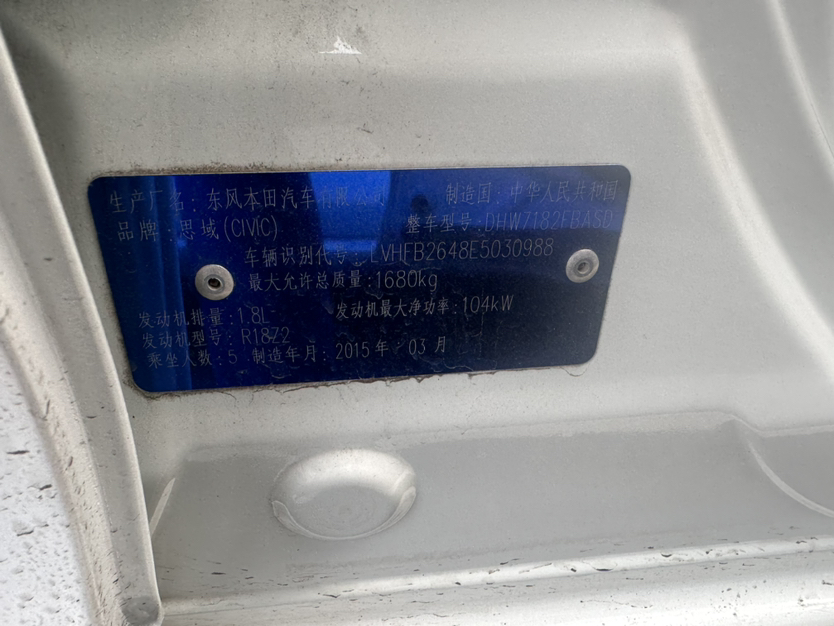 生产厂名：东风本田汽车有限公司 制造国：中华人民共和国
品牌：思域(CIVIC) 整车型号：DHW7182FBASD
车辆识别代号：LVHFB2648E5030988
最大允许总质量：1680kg
发动机排量：1.8L 发动机最大净功率：104kW
发动机型号：R18Z2
乘坐人数：5 制造年月：2015年 03月